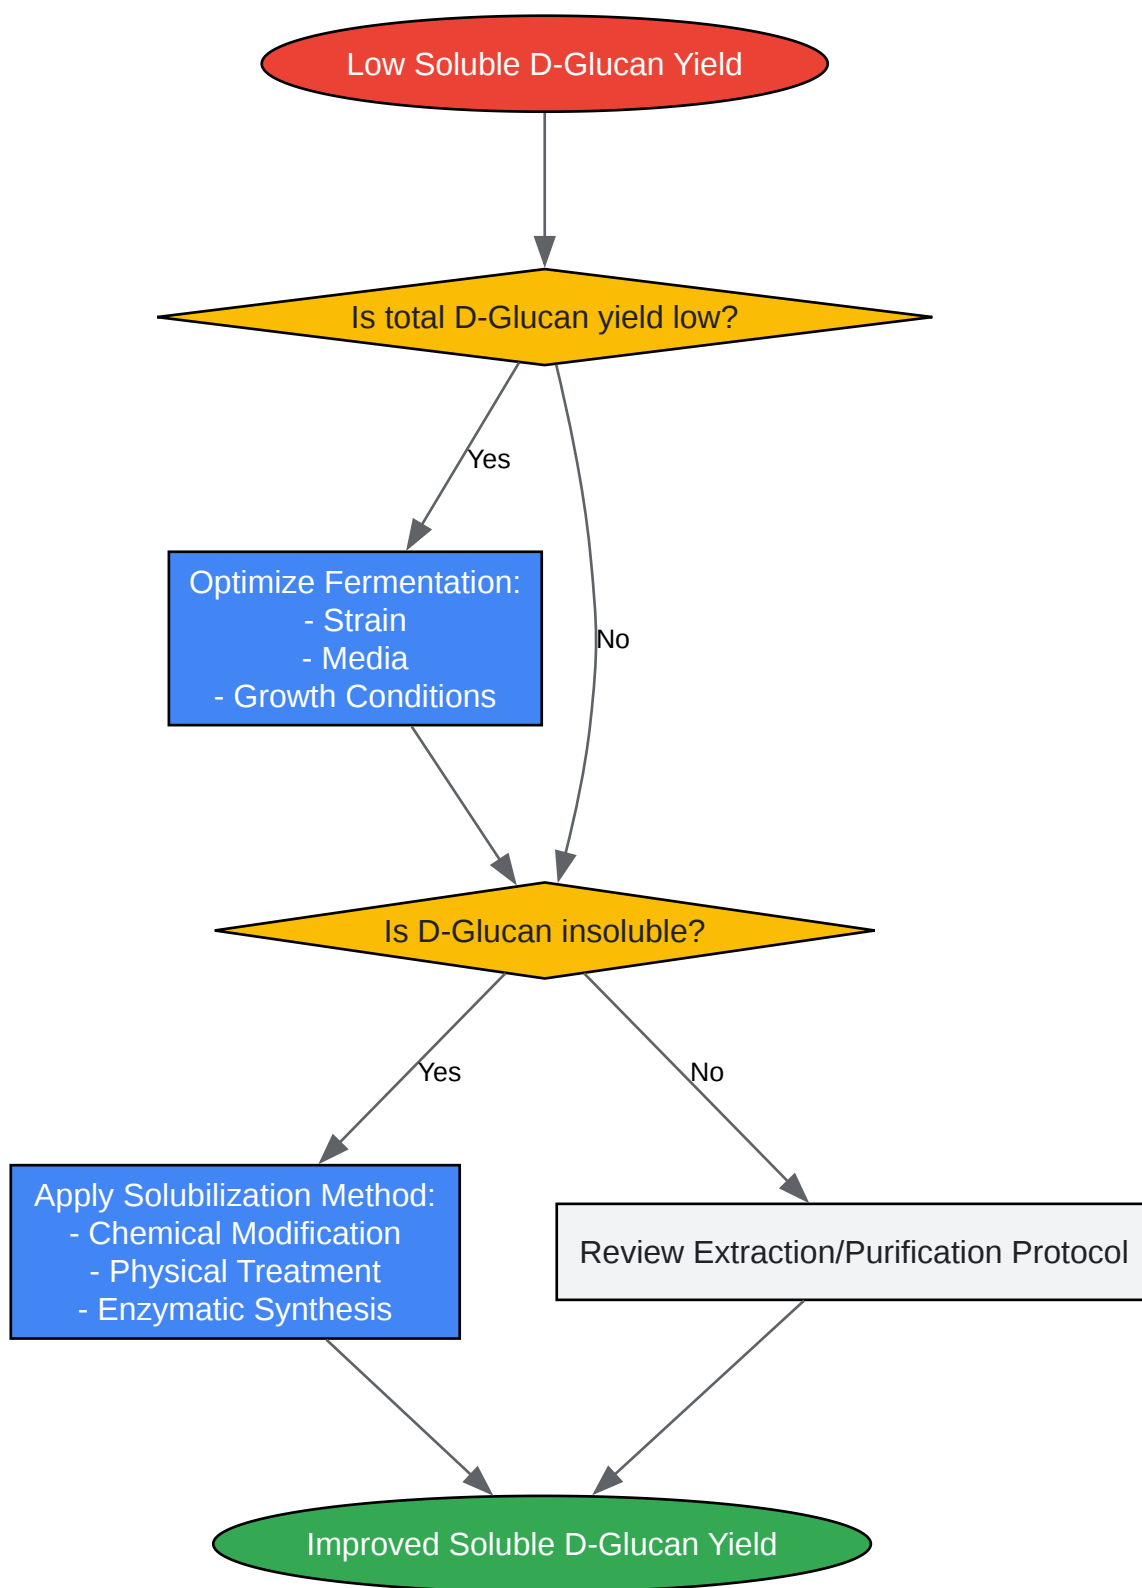 Low Soluble D-Glucan Yield
Is total D-Glucan yield low?
Yes
Optimize Fermentation:
- Strain
- Media
- Growth Conditions
No
Is D-Glucan insoluble?
Yes
No
Apply Solubilization Method:
- Chemical Modification
- Physical Treatment
- Enzymatic Synthesis
Review Extraction/Purification Protocol
Improved Soluble D-Glucan Yield